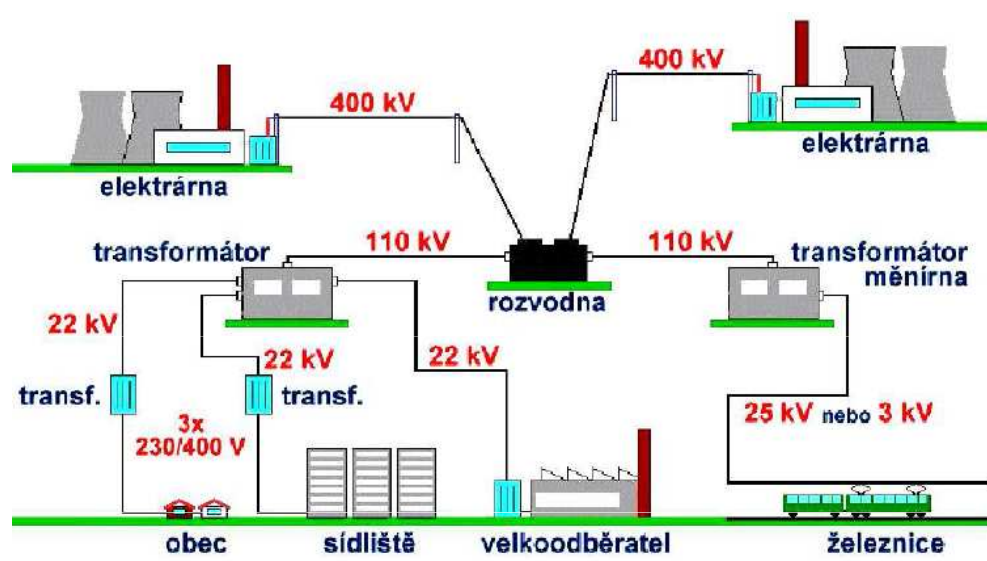 400 kV
400 kV
elektrárna
elektrárna
110 kV
110 kV
transformátor
transformátor
měnírna
rozvodna
22 kV
22 kV
22 kV
transf.
transf.
3x
230/400 V
25 kV nebo 3 kV
obec
sídliště
velkoodběratel
železnice